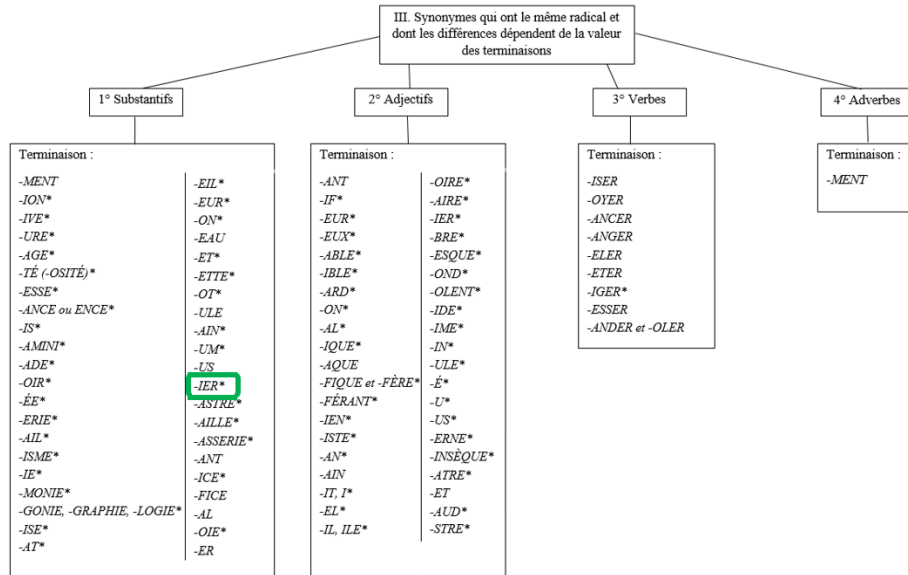 III. Synonymes qui ont le même radical et
dont les différences dépendent de la valeur
des terminaisons
1° Substantifs
2° Adjectifs
3° Verbes
4° Adverbes
Terminaison :
-MENT
-ION*
-IVE*
-URE*
-AGE*
-TÉ (-OSITÉ)*
-ESSE*
-ANCE ou ENCE*
-IS*
-AMINI*
-ADE*
-OIR*
-ÉE*
-ERIE*
-AIL*
-ISME*
-IE*
-MONIE*
-GONIE, -GRAPHIE, -LOGIE*
-ISE*
-AT*
-EIL*
-EUR*
-ON*
-EAU
-ET*
-ETTE*
-OT*
-ULE
-AIN*
-UM*
-US
-IER*
-ASTRE*
-AILLE*
-ASSERIE*
-ANT
-ICE*
-FICE
-AL
-OIE*
-ER
Terminaison :
-ANT
-IF*
-EUR*
-EUX*
-ABLE*
-IBLE*
-ARD*
-ON*
-AL*
-IQUE*
-AQUE
-FIQUE et -FÈRE*
-FÉRANT*
-IEN*
-ISTE*
-AN*
-AIN
-IT, I*
-EL*
-IL, ILE*
-OIRE*
-AIRE*
-IER*
-BRE*
-ESQUE*
-OND*
-OLENT*
-IDE*
-IME*
-IN*
-ULE*
-É*
-U*
-US*
-ERNE*
-INSÈQUE*
-ATRE*
-ET
-AUD*
-STRE*
Terminaison :
-ISER
-OYER
-ANCER
-ANGER
-ELER
-ETER
-IGER*
-ESSER
-ANDER et -OLER
Terminaison :
-MENT